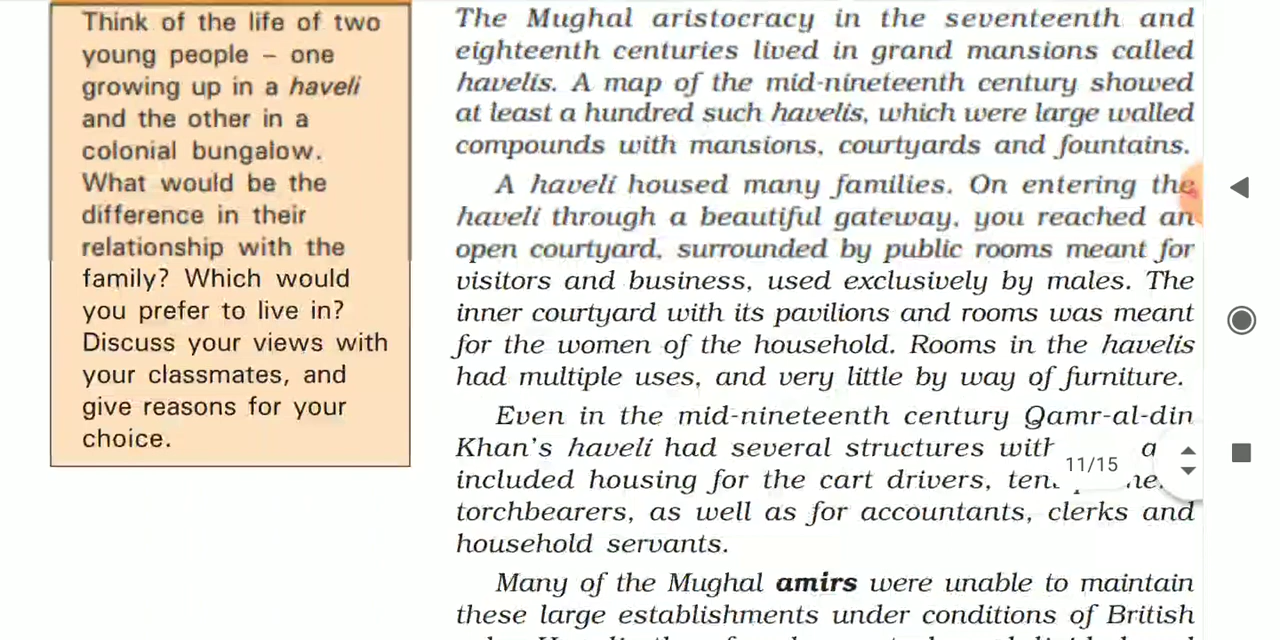 Think of the life of two
young people – one
growing up in a haveli
and the other in a
colonial bungalow.
What would be the
difference in their
relationship with the
family? Which would
you prefer to live in?
Discuss your views with
your classmates, and
give reasons for your
choice.
The Mughal aristocracy in the seventeenth and
eighteenth centuries lived in grand mansions called
havelis. A map of the mid-nineteenth century showed
at least a hundred such havelis, which were large walled
compounds with mansions, courtyards and fountains.
A haveli housed many families. On entering the
haveli through a beautiful gateway, you reached an
open courtyard, surrounded by public rooms meant for
visitors and business, used exclusively by males. The
inner courtyard with its pavilions and rooms was meant
for the women of the household. Rooms in the havelis
had multiple uses, and very little by way of furniture.
Even in the mid-nineteenth century Qamr-al-din
Khan's haveli had several structures with
included housing for the cart drivers,
torchbearers, as well as for accountants, clerks and
household servants.
Many of the Mughal amirs were unable to maintain
these large establishments under conditions of British
11/15